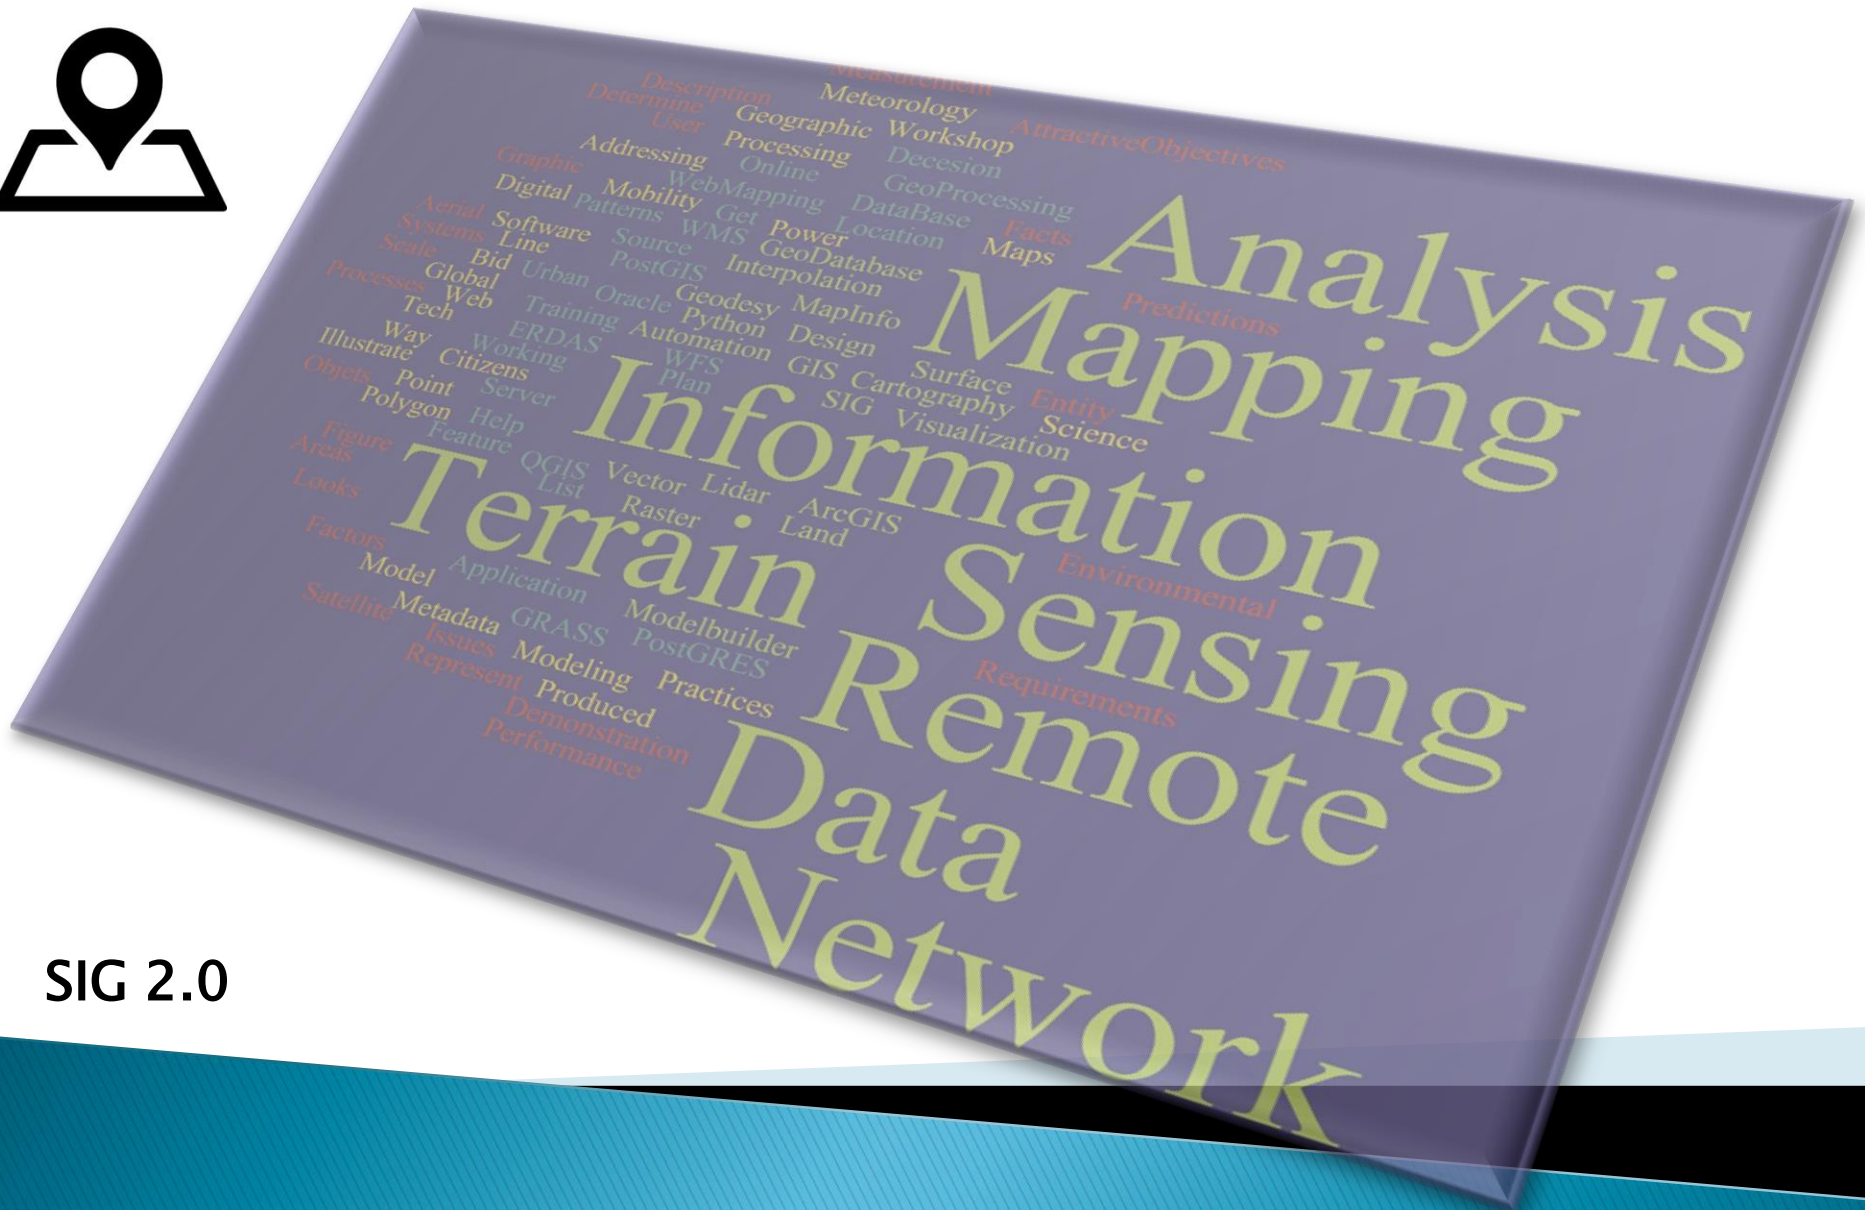 Measurement
Description
Meteorology
Determine
Geographic Workshop
AttractiveObjectives
User
Processing
Decesion
Addressing
Online
GeoProcessing
Graphic
WebMapping
DataBase
Digital
Mobility
Get
Location
Facts
Patterns
WMS
Power
Maps
Aerial
Software
Source
GeoDatabase
Systems
Line
PostGIS
Interpolation
Scale
Bid
Urban
Analysis
Processes
Global
Oracle
Geodesy
MapInfo
Mapping
Predictions
Web
Tech
Training
Python
Design
Way
ERDAS
Automation
Illustrate
Working
WFS
GIS
Surface
Citizens
Plan
Cartography
Entity
Objets
Point
Server
SIG
Visualization
Science
Polygon
Help
Information
Figure
Feature
Areas
QGIS
Vector
Lidar
Looks
List
Raster
ArcGIS
Land
Terrain
Factors
Sensing
Environmental
Model
Application
Satellite
Metadata
GRASS
Modelbuilder
Issues
PostGRES
Represent
Modeling
Practices
Remote
Requirements
Produced
Demonstration
Performance
Data
Network
SIG 2.0